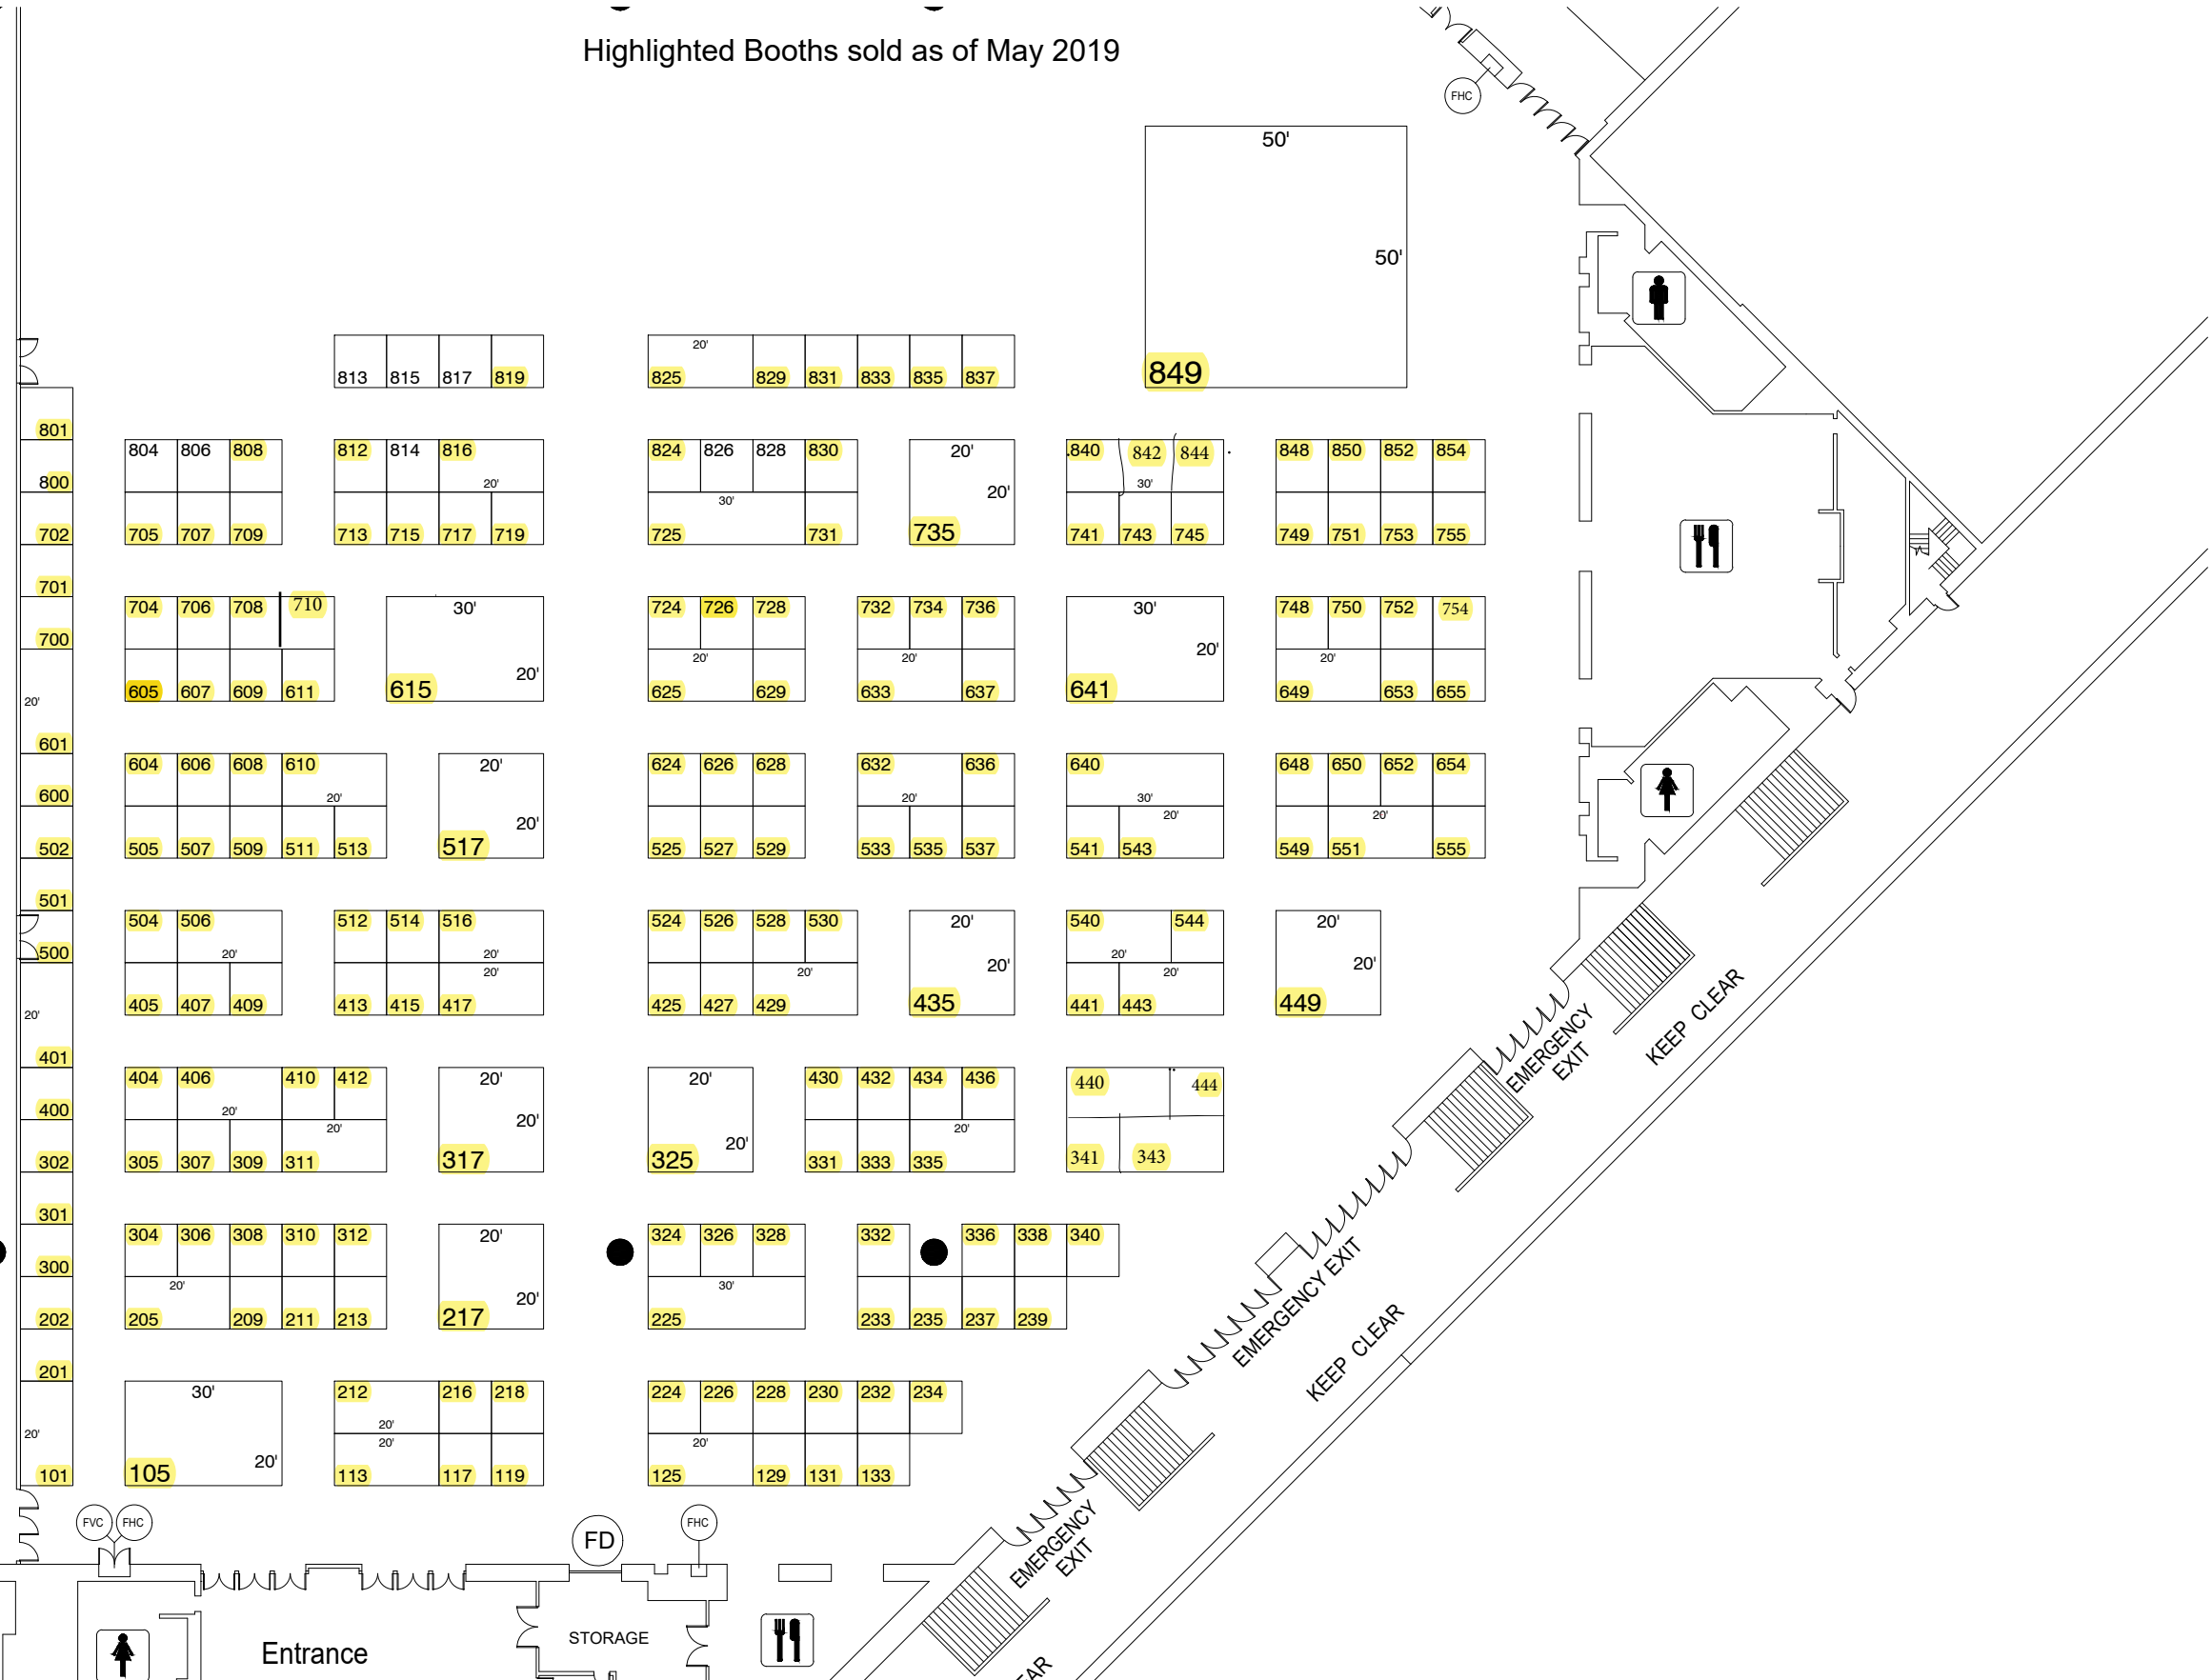 Highlighted Booths sold as of May 2019
FHC
50'
50'
849
20'
813 815 817 819 825 829 831 833 835 837
801
804 806 808 812 814 816 824 826 828 830 20' 840 842 844 848 850 852 854
800 20' 30' 20' 30'
702 705 707 709 713 715 717 719 725 731 735 741 743 745 749 751 753 755
701
704 706 708 710 30' 724 726 728 732 734 736 30' 748 750 752 754
700 20' 20' 20' 20'
20'
605 607 609 611 615 625 629 633 637 641 649 653 655
20'
601
604 606 608 610 20' 624 626 628 632 636 640 648 650 652 654
600 20' 20' 30'
20' 20' 20'
502 505 507 509 511 513 517 525 527 529 533 535 537 541 543 549 551 555
501
504 506 512 514 516 524 526 528 530 20' 540 544 20'
500 20' 20' 20'
20' 20' 20' 20' 20'
405 407 409 413 415 417 425 427 429 435 441 443 449
20'
401
404 406 410 412 20' 20' 430 432 434 436 440 444
400 20' 20'
20' 20' 20'
302 305 307 309 311 317 325 331 333 335 341 343
301
304 306 308 310 312 20' 324 326 328 332 336 338 340
300
20' 30'
20'
202 205 209 211 213 217 225 233 235 237 239
201
30' 212 216 218 224 226 228 230 232 234
20' 20'
20' 20' 20'
101 105 113 117 119 125 129 131 133
EMERGENCY
EXIT
KEEP CLEAR
EMERGENCY EXIT
KEEP CLEAR
FVC FHC FD FHC
EMERGENCY
EXIT
Entrance
STORAGE